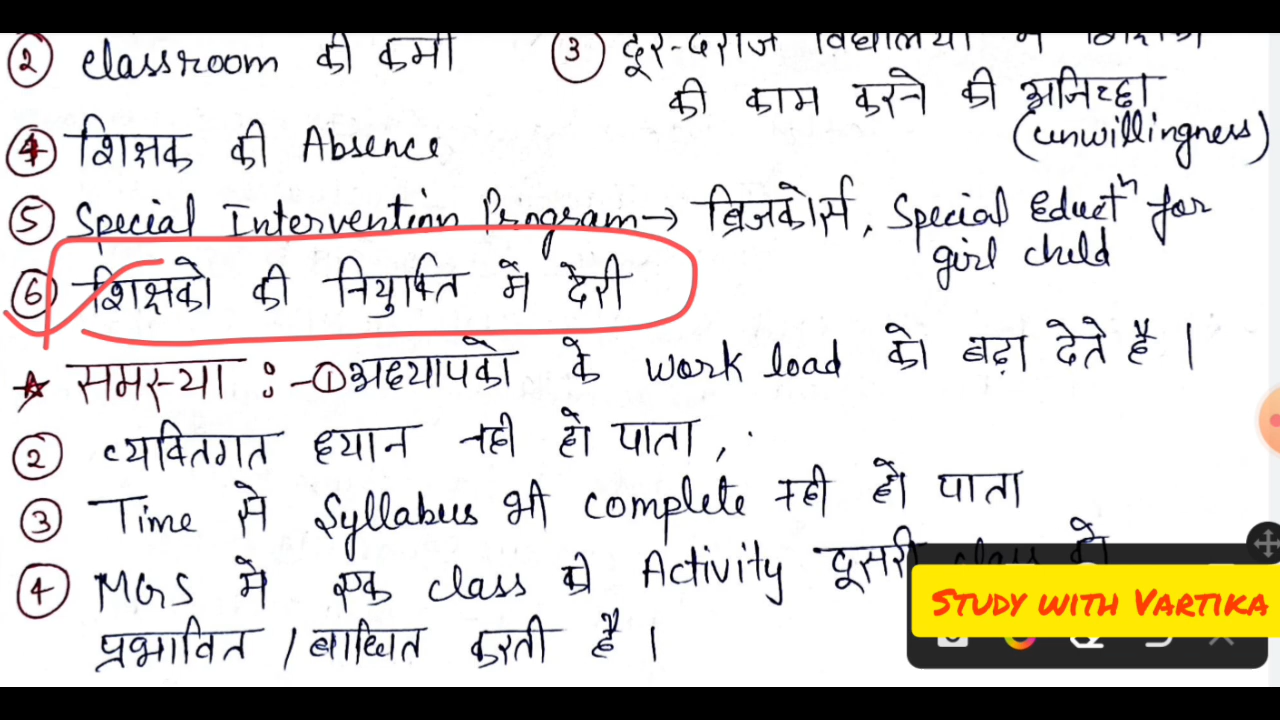 ② classroom की कमी ③ दूर-दराज विद्यालयों में
की काम करने की अनिच्छा
(unwillingness)
④ शिक्षक की Absence
⑤ Special Intervention Program → ब्रिजकोर्स, Special Eductⁿ for
girl child
⑥ शिक्षको की नियुक्ति में देरी
★ समस्या :- ① अध्यापको के work load को बढ़ा देते हैं।
② व्यक्तिगत ध्यान नही हो पाता,
③ Time से Syllabus भी complete नही हो पाता
④ MGS मे एक class की Activity दूसरी class को
प्रभावित / बाधित करती हैं।
STUDY WITH VARTIKA